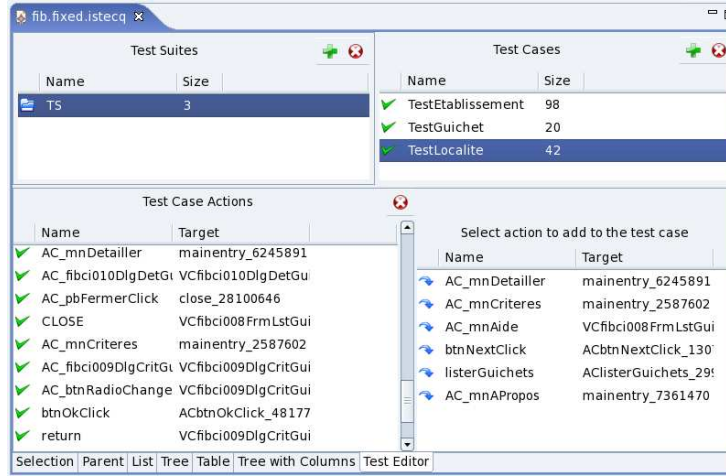 fib.fixed.istecq
Test Suites
Name Size
TS 3
Test Cases
Name Size
TestEtablissement 98
TestGuichet 20
TestLocalite 42
Test Case Actions
Name Target
AC_mnDetailler mainentry_6245891
AC_fibci010DlgDetGu VCfibci010DlgDetGui
AC_pbFermerClick close_28100646
CLOSE VCfibci008FrmLstGui
AC_mnCriteres mainentry_2587602
AC_fibci009DlgCritGu VCfibci009DlgCritGui
AC_btnRadioChange VCfibci009DlgCritGui
btnOkClick ACbtnOkClick_48177
return VCfibci009DlgCritGui
Select action to add to the test case
Name Target
AC_mnDetailler mainentry_6245891
AC_mnCriteres mainentry_2587602
AC_mnAide VCfibci008FrmLstGui
btnNextClick ACbtnNextClick_130
listerGuichets AClisterGuichets_29
AC_mnAPropos mainentry_7361470
Selection Parent List Tree Table Tree with Columns Test Editor